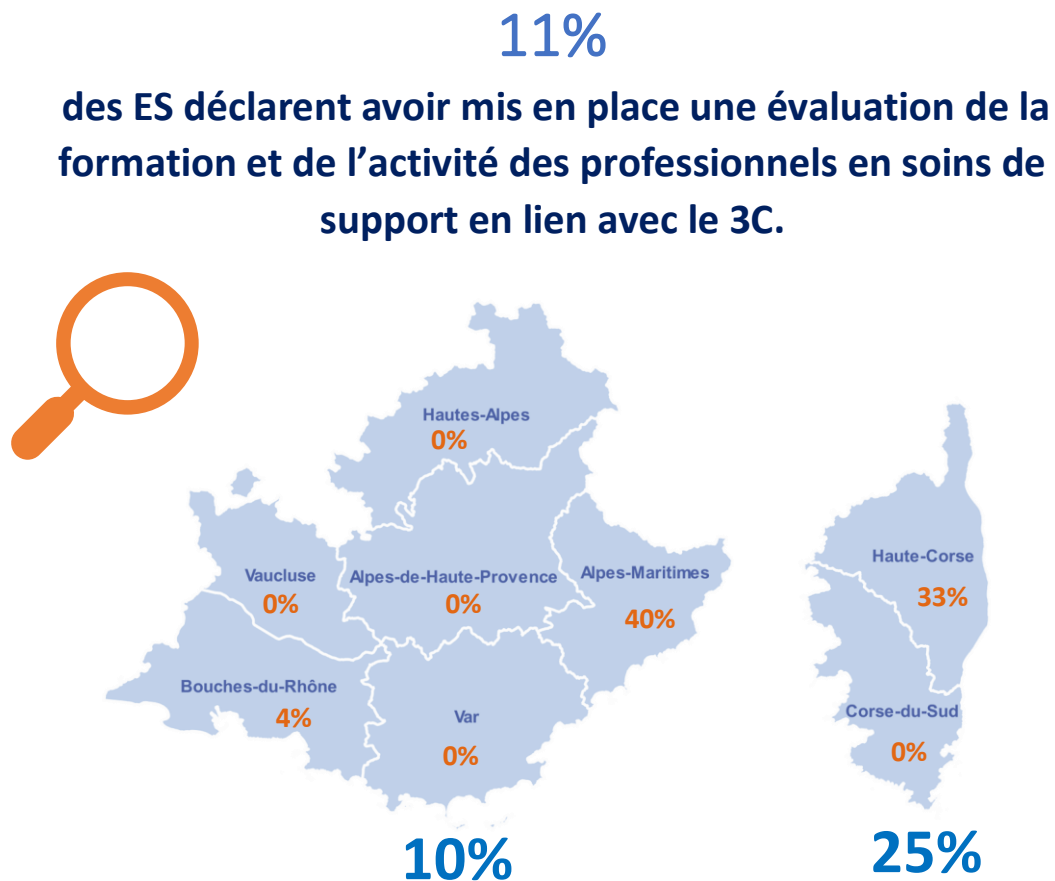 11%
des ES déclarent avoir mis en place une évaluation de la
formation et de l’activité des professionnels en soins de
support en lien avec le 3C.
Hautes-Alpes
0%
Vaucluse
0%
Alpes-de-Haute-Provence
0%
Alpes-Maritimes
40%
Bouches-du-Rhône
4%
Var
0%
10%
Haute-Corse
33%
Corse-du-Sud
0%
25%